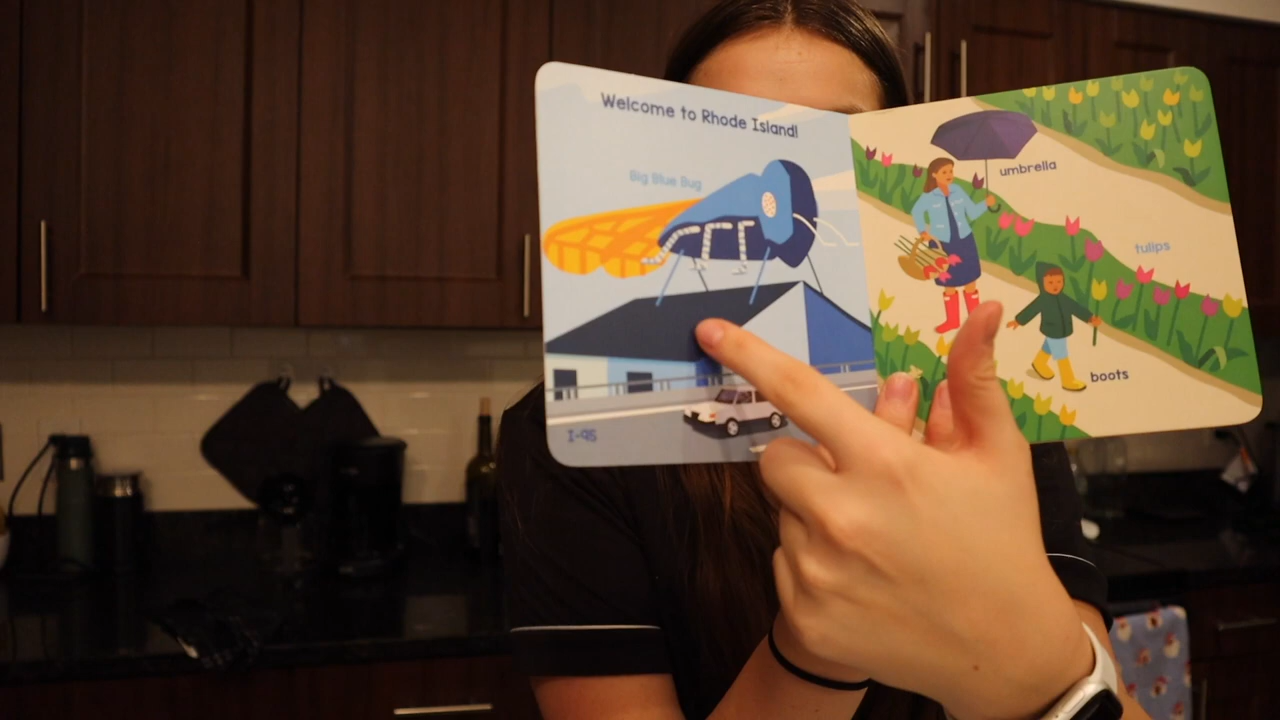 Welcome to Rhode Island!
Big Blue Bug
I-95
umbrella
tulips
boots